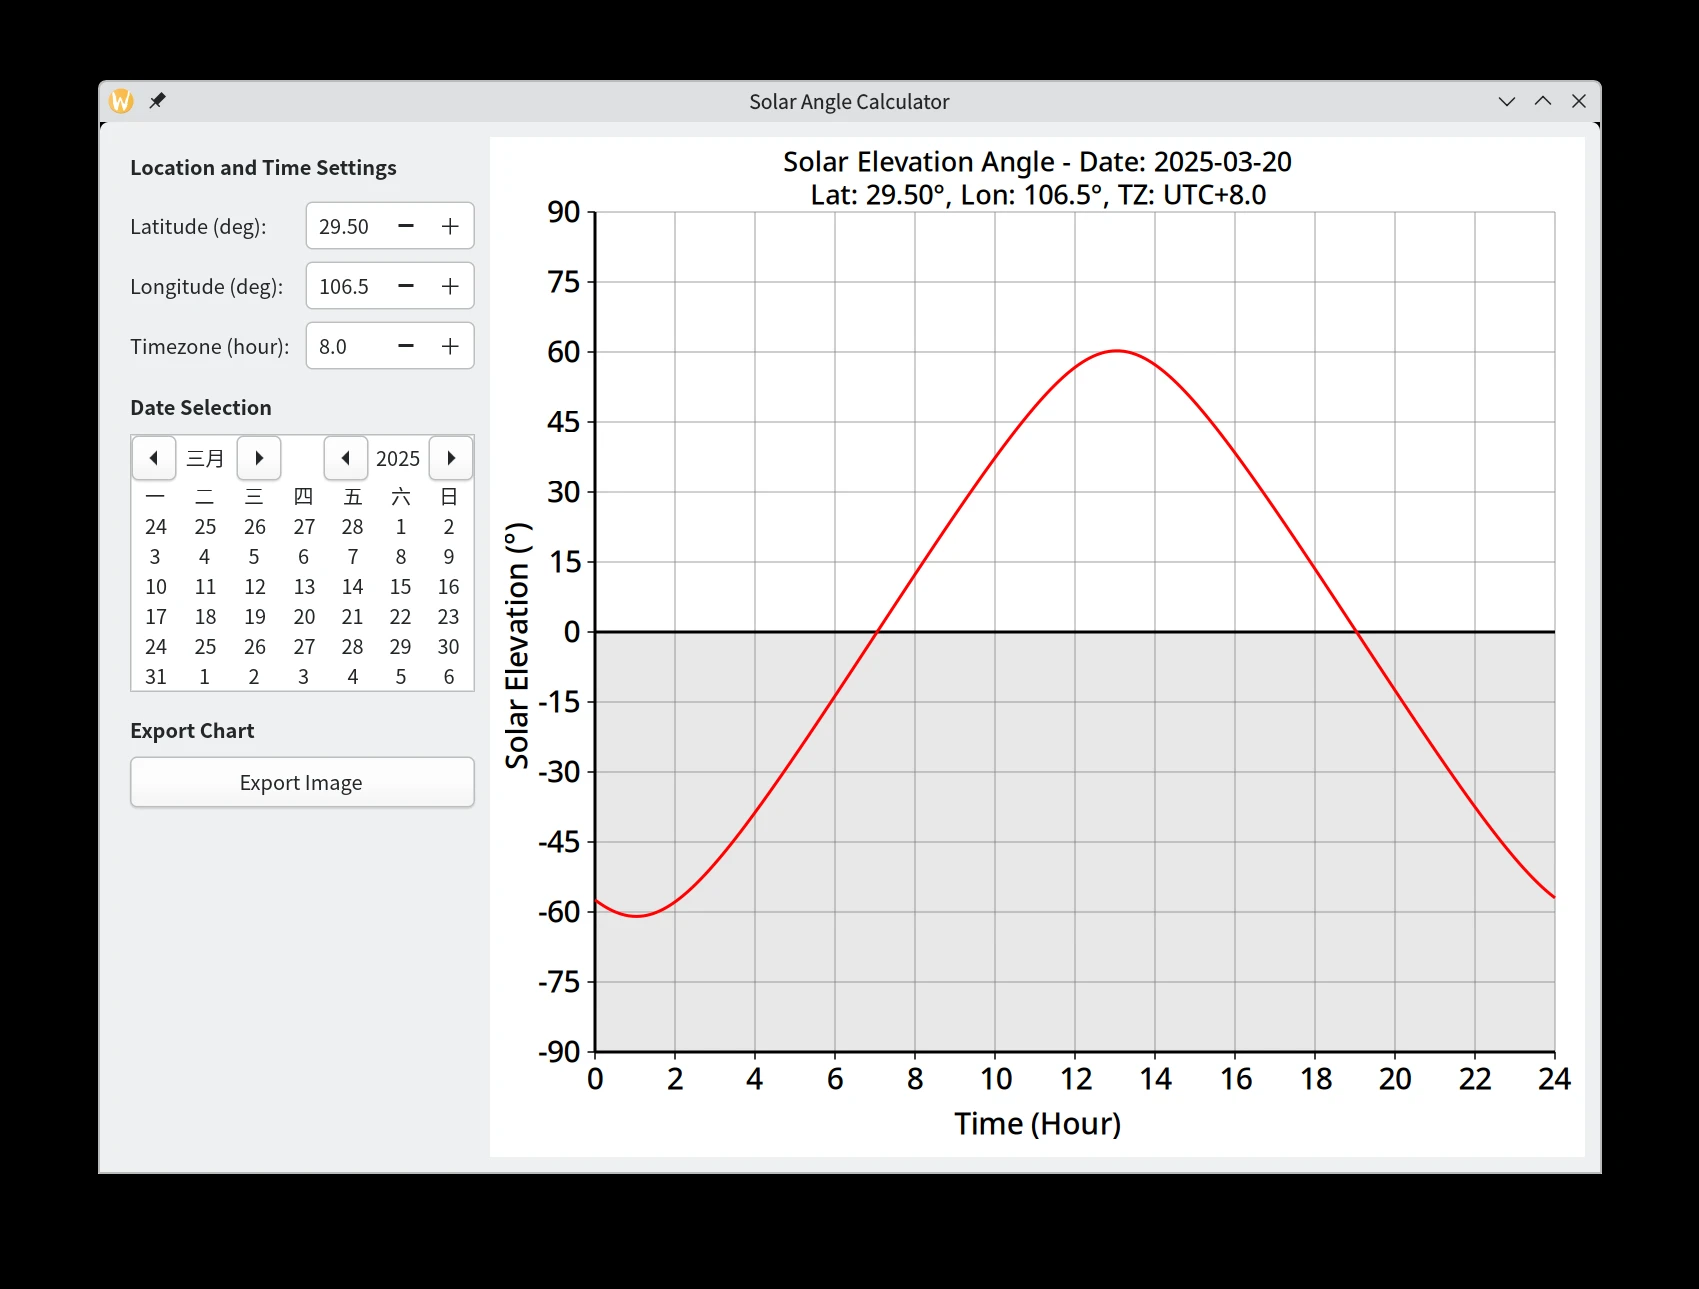 Solar Angle Calculator
Location and Time Settings
Latitude (deg): 29.50
Longitude (deg): 106.5
Timezone (hour): 8.0
Date Selection
三月 2025
一 二 三 四 五 六 日
24 25 26 27 28 1 2
3 4 5 6 7 8 9
10 11 12 13 14 15 16
17 18 19 20 21 22 23
24 25 26 27 28 29 30
31 1 2 3 4 5 6
Export Chart
Export Image
Solar Elevation Angle - Date: 2025-03-20
Lat: 29.50°, Lon: 106.5°, TZ: UTC+8.0
90
75
60
45
30
15
0
-15
-30
-45
-60
-75
-90
Solar Elevation (°)
0 2 4 6 8 10 12 14 16 18 20 22 24
Time (Hour)